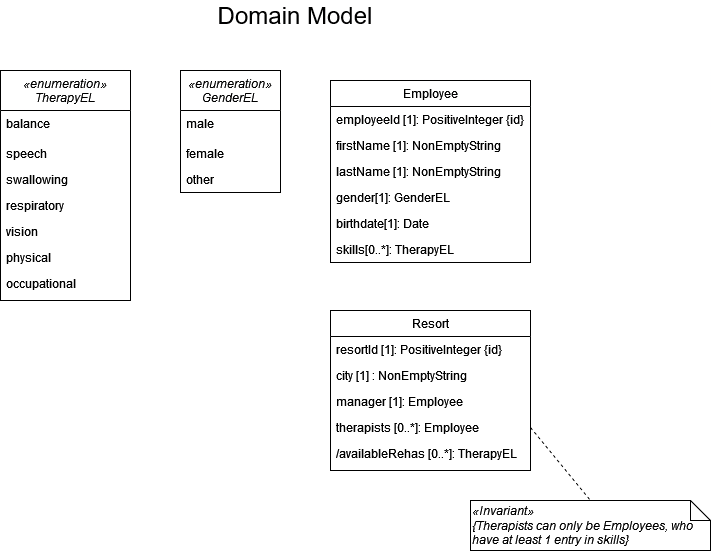 Domain Model
«enumeration»
TherapyEL
balance
speech
swallowing
respiratory
vision
physical
occupational
«enumeration»
GenderEL
male
female
other
Employee
employeeId [1]: PositiveInteger {id}
firstName [1]: NonEmptyString
lastName [1]: NonEmptyString
gender[1]: GenderEL
birthdate[1]: Date
skills[0..*]: TherapyEL
Resort
resortId [1]: PositiveInteger {id}
city [1] : NonEmptyString
manager [1]: Employee
therapists [0..*]: Employee
/availableRehas [0..*]: TherapyEL
«Invariant»
{Therapists can only be Employees, who
have at least 1 entry in skills}